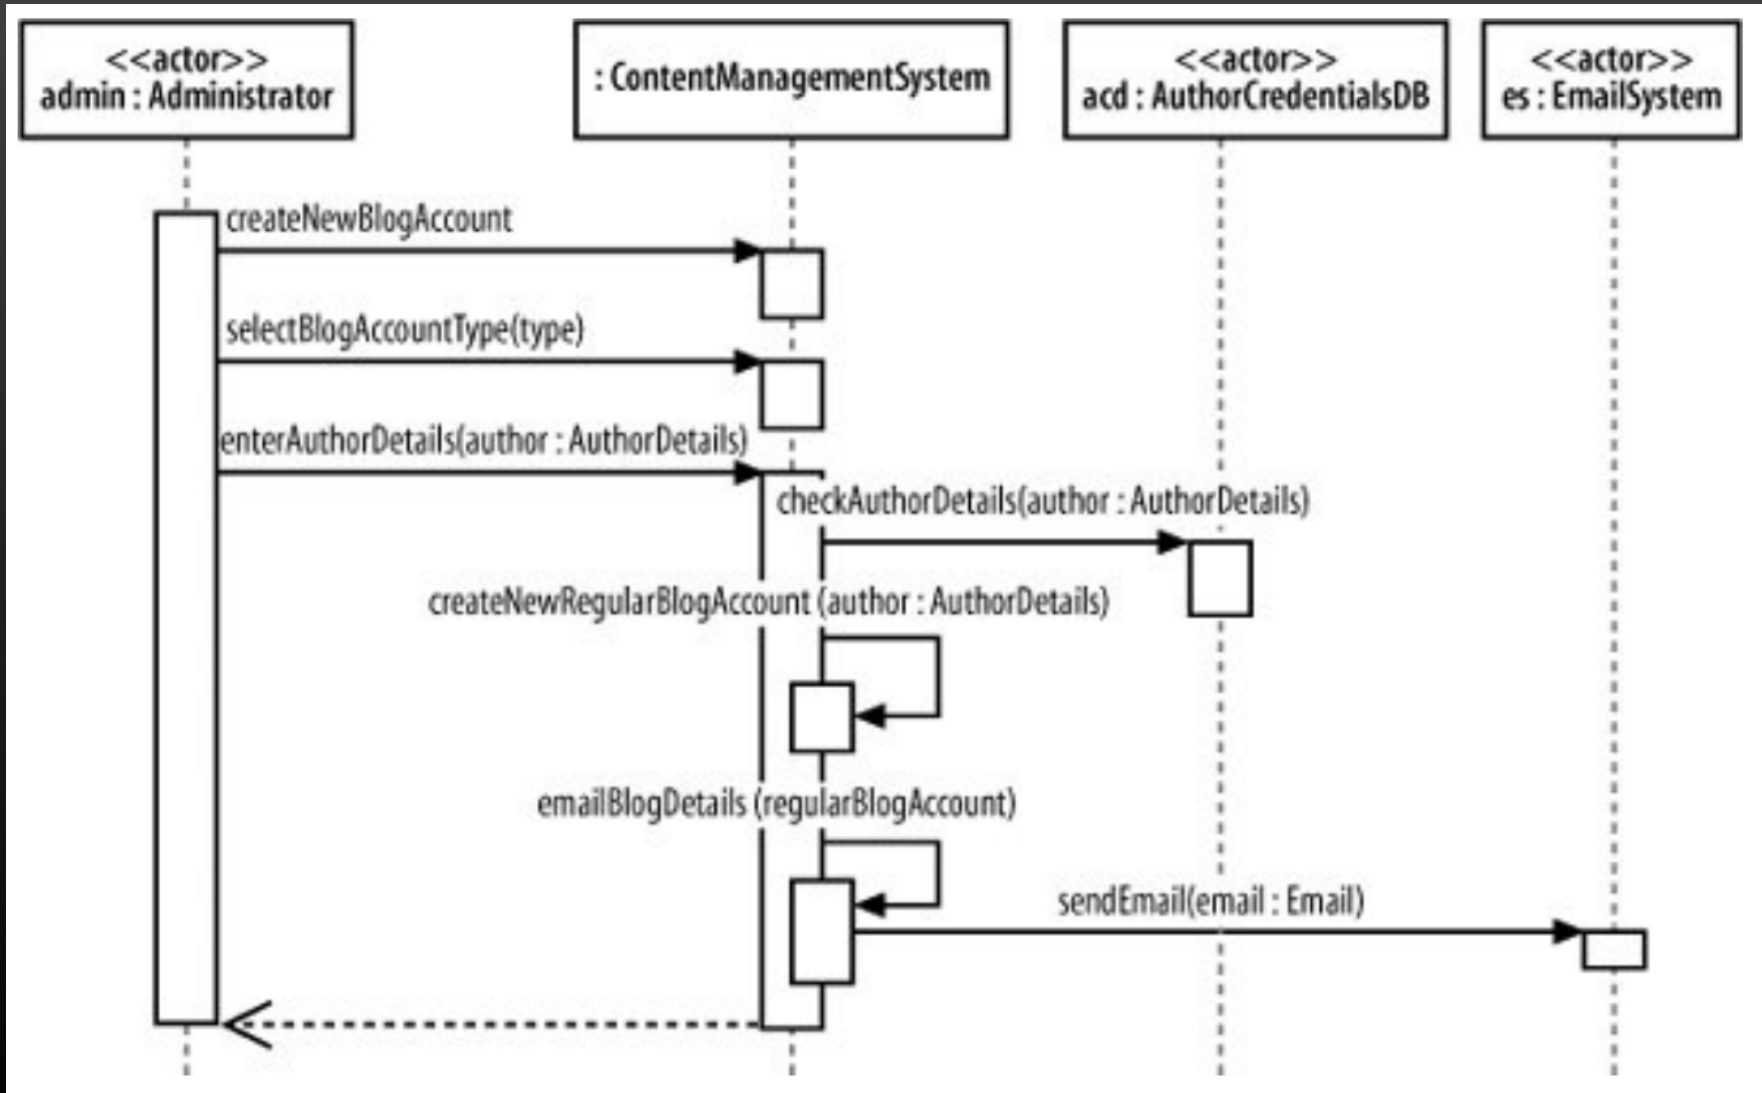 <<actor>>
admin : Administrator
: ContentManagementSystem
<<actor>>
acd : AuthorCredentialsDB
<<actor>>
es : EmailSystem
createNewBlogAccount
selectBlogAccountType(type)
enterAuthorDetails(author : AuthorDetails)
checkAuthorDetails(author : AuthorDetails)
createNewRegularBlogAccount (author : AuthorDetails)
emailBlogDetails (regularBlogAccount)
sendEmail(email : Email)